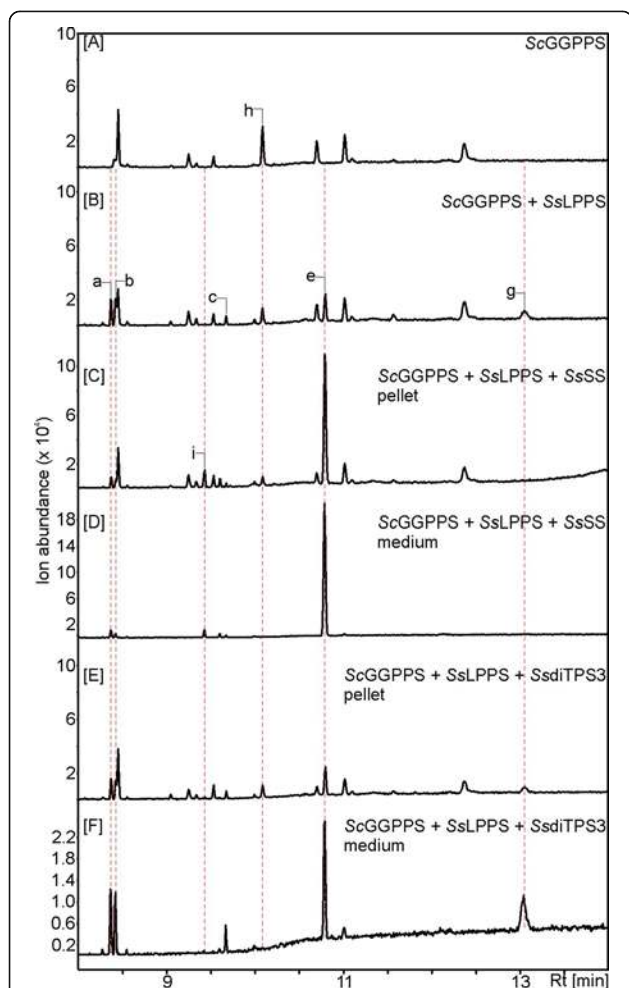 10
[A]
ScGGPPS
6
h
2
10
[B]
ScGGPPS + SsLPPS
6
a
b
c
e
g
2
10
[C]
ScGGPPS + SsLPPS + SsSS
pellet
6
i
2
Ion abundance (x 10⁴)
18
[D]
ScGGPPS + SsLPPS + SsSS
medium
14
10
6
2
10
[E]
ScGGPPS + SsLPPS + SsdiTPS3
pellet
6
2
[F]
ScGGPPS + SsLPPS + SsdiTPS3
medium
2.2
1.8
1.4
1.0
0.6
0.2
9 11 13 Rt [min]